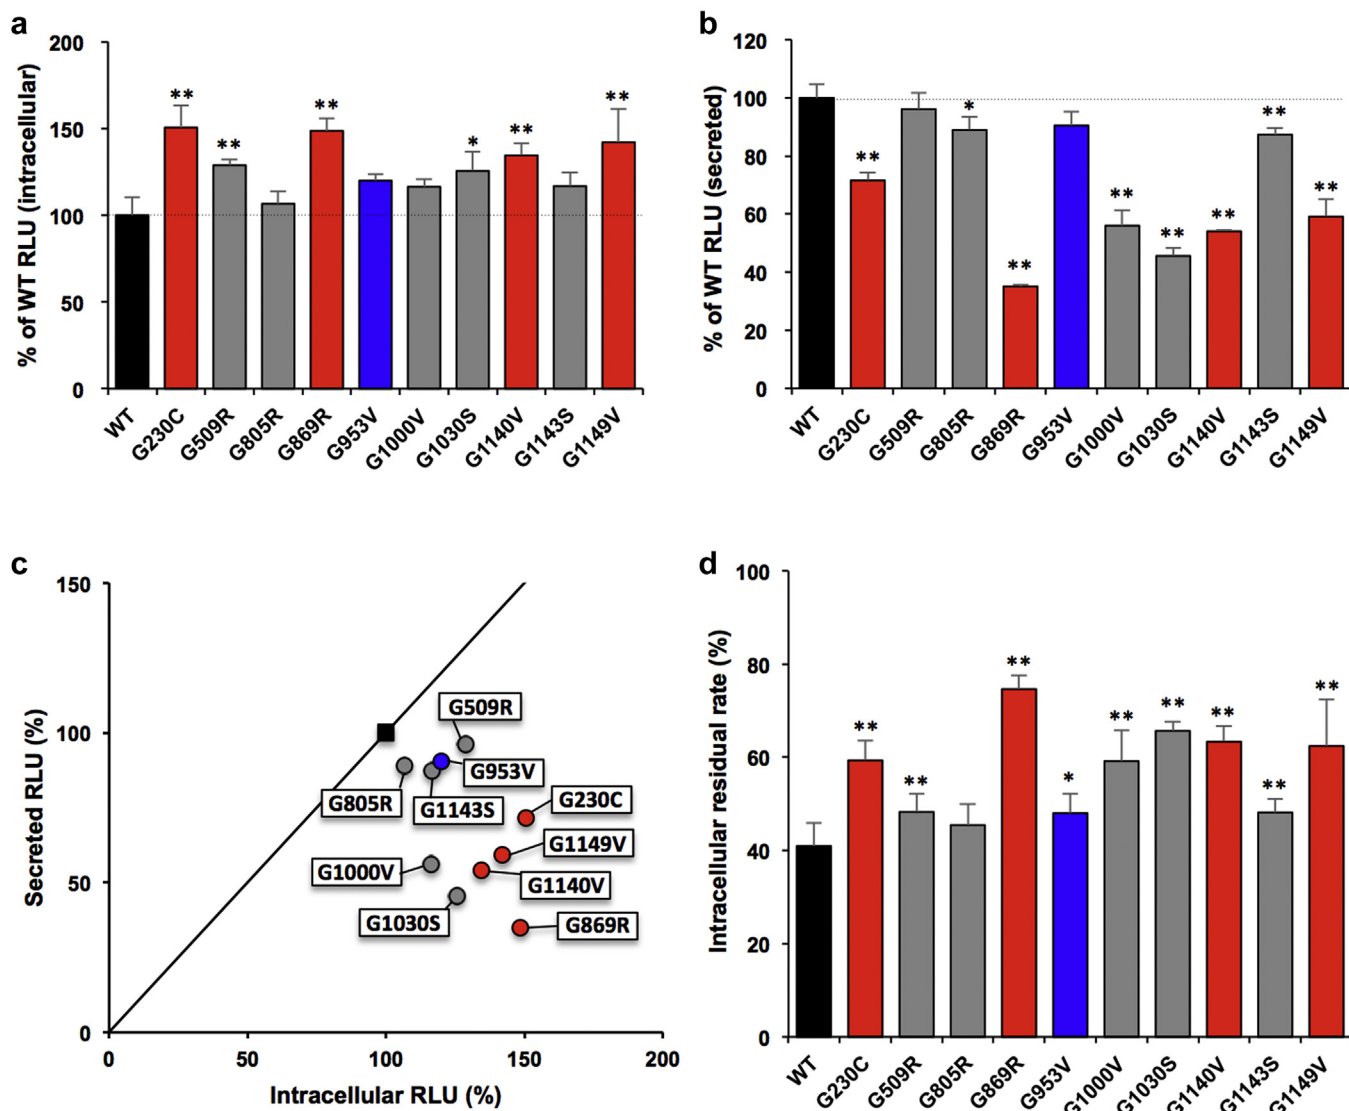 a
% of WT RLU (intracellular)
200
150
100
50
0
**
**
**
*
**
**
WT
G230C
G509R
G805R
G869R
G953V
G1000V
G1030S
G1140V
G1143S
G1149V
b
% of WT RLU (secreted)
120
100
80
60
40
20
0
**
*
**
**
**
**
**
**
WT
G230C
G509R
G805R
G869R
G953V
G1000V
G1030S
G1140V
G1143S
G1149V
c
Secreted RLU (%)
150
100
50
0
G509R
G953V
G805R
G1143S
G230C
G1149V
G1000V
G1140V
G1030S
G869R
0 50 100 150 200
Intracellular RLU (%)
d
Intracellular residual rate (%)
100
80
60
40
20
0
**
**
**
*
**
**
**
**
**
WT
G230C
G509R
G805R
G869R
G953V
G1000V
G1030S
G1140V
G1143S
G1149V